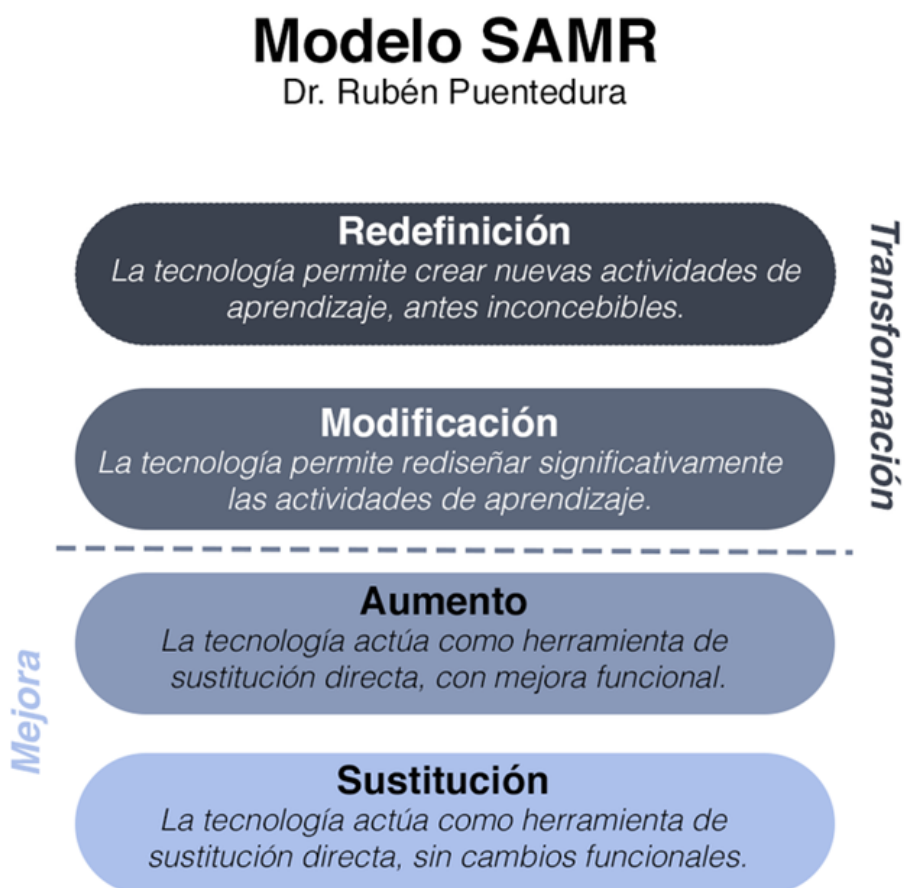 Modelo SAMR
Dr. Rubén Puentedura
Redefinición
La tecnología permite crear nuevas actividades de
aprendizaje, antes inconcebibles.
Transformación
Modificación
La tecnología permite rediseñar significativamente
las actividades de aprendizaje.
Aumento
La tecnología actúa como herramienta de
sustitución directa, con mejora funcional.
Mejora
Sustitución
La tecnología actúa como herramienta de
sustitución directa, sin cambios funcionales.